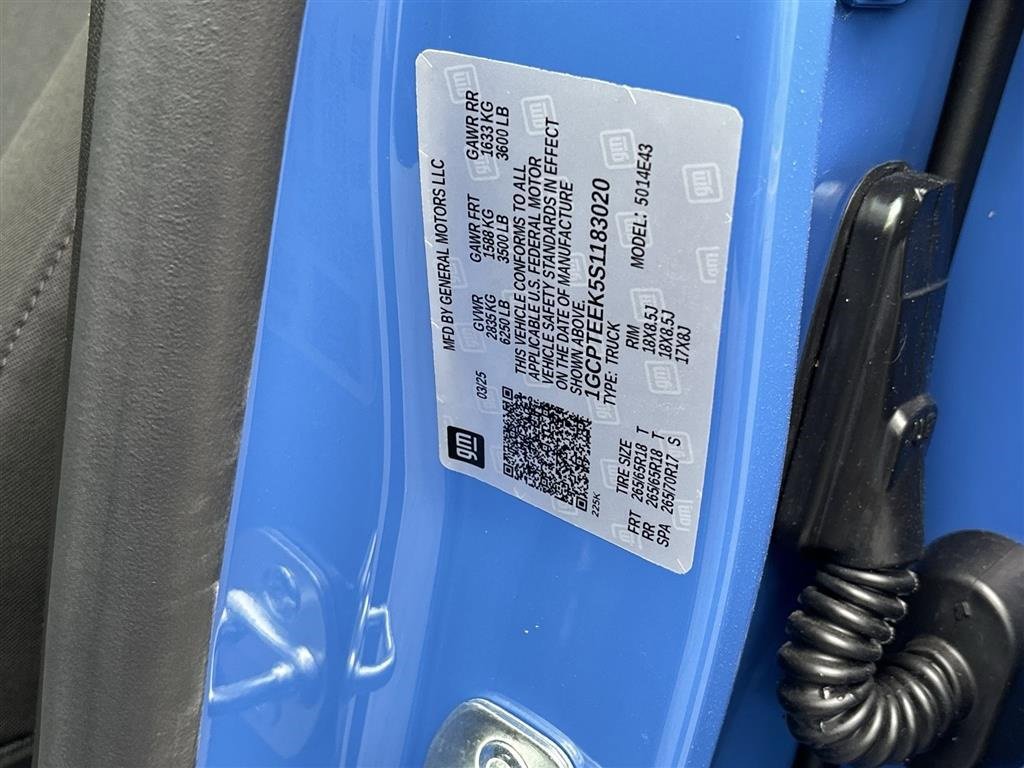 MFD BY GENERAL MOTORS LLC
03/25 GVWR GAWR FRT GAWR RR
2835 KG 1588 KG 1633 KG
6250 LB 3500 LB 3600 LB
THIS VEHICLE CONFORMS TO ALL
APPLICABLE U.S. FEDERAL MOTOR
VEHICLE SAFETY STANDARDS IN EFFECT
ON THE DATE OF MANUFACTURE
SHOWN ABOVE.
1GCPTEEK5S1183020
TYPE: TRUCK MODEL: 5O14E43
gm
225K
TIRE SIZE RIM
FRT 265/65R18 T 18X8.5J
RR 265/65R18 T 18X8.5J
SPA 265/70R17 S 17X8J